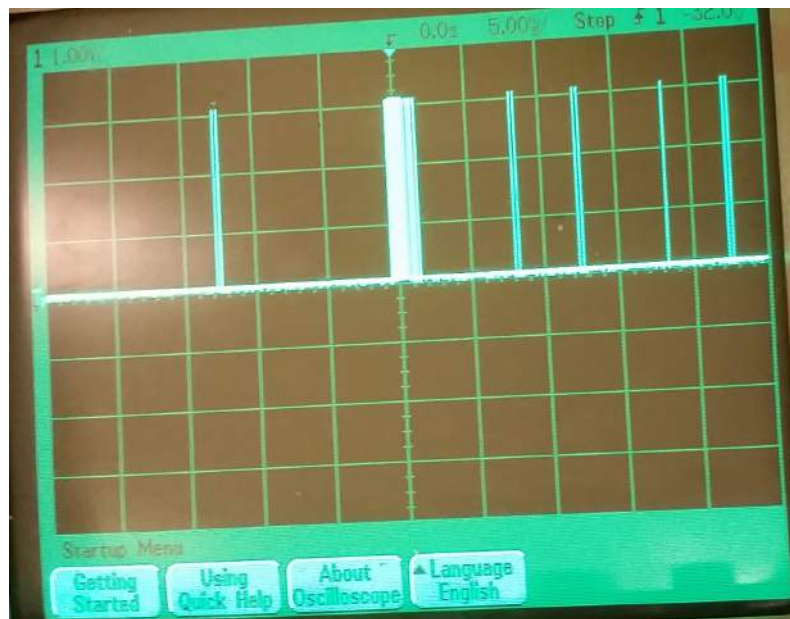 1 1.00V/ 0.0s 5.00s/ Stop 1
Startup Menu
Getting Started
Using Quick Help
About Oscilloscope
Language English